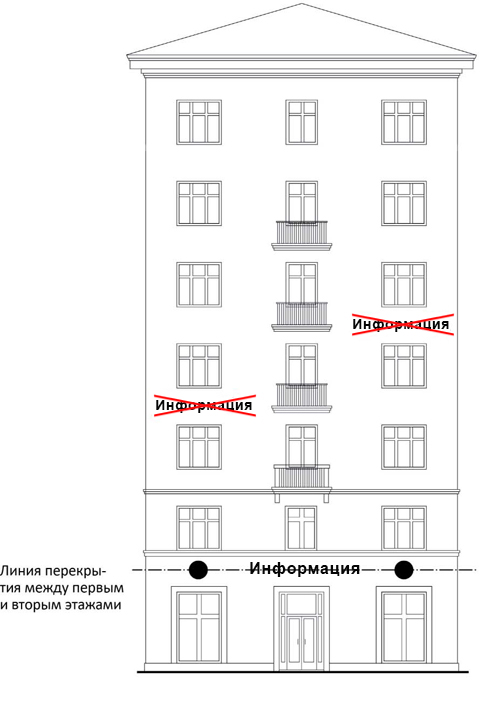 Информация
Информация
Информация
Линия перекры-
тия между первым
и вторым этажами